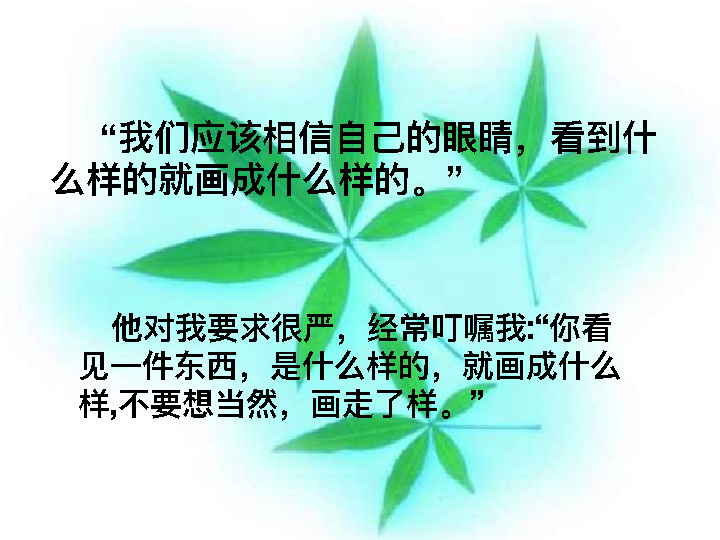 “我们应该相信自己的眼睛，看到什
么样的就画成什么样的。”
他对我要求很严，经常叮嘱我:“你看
见一件东西，是什么样的，就画成什么
样,不要想当然，画走了样。”